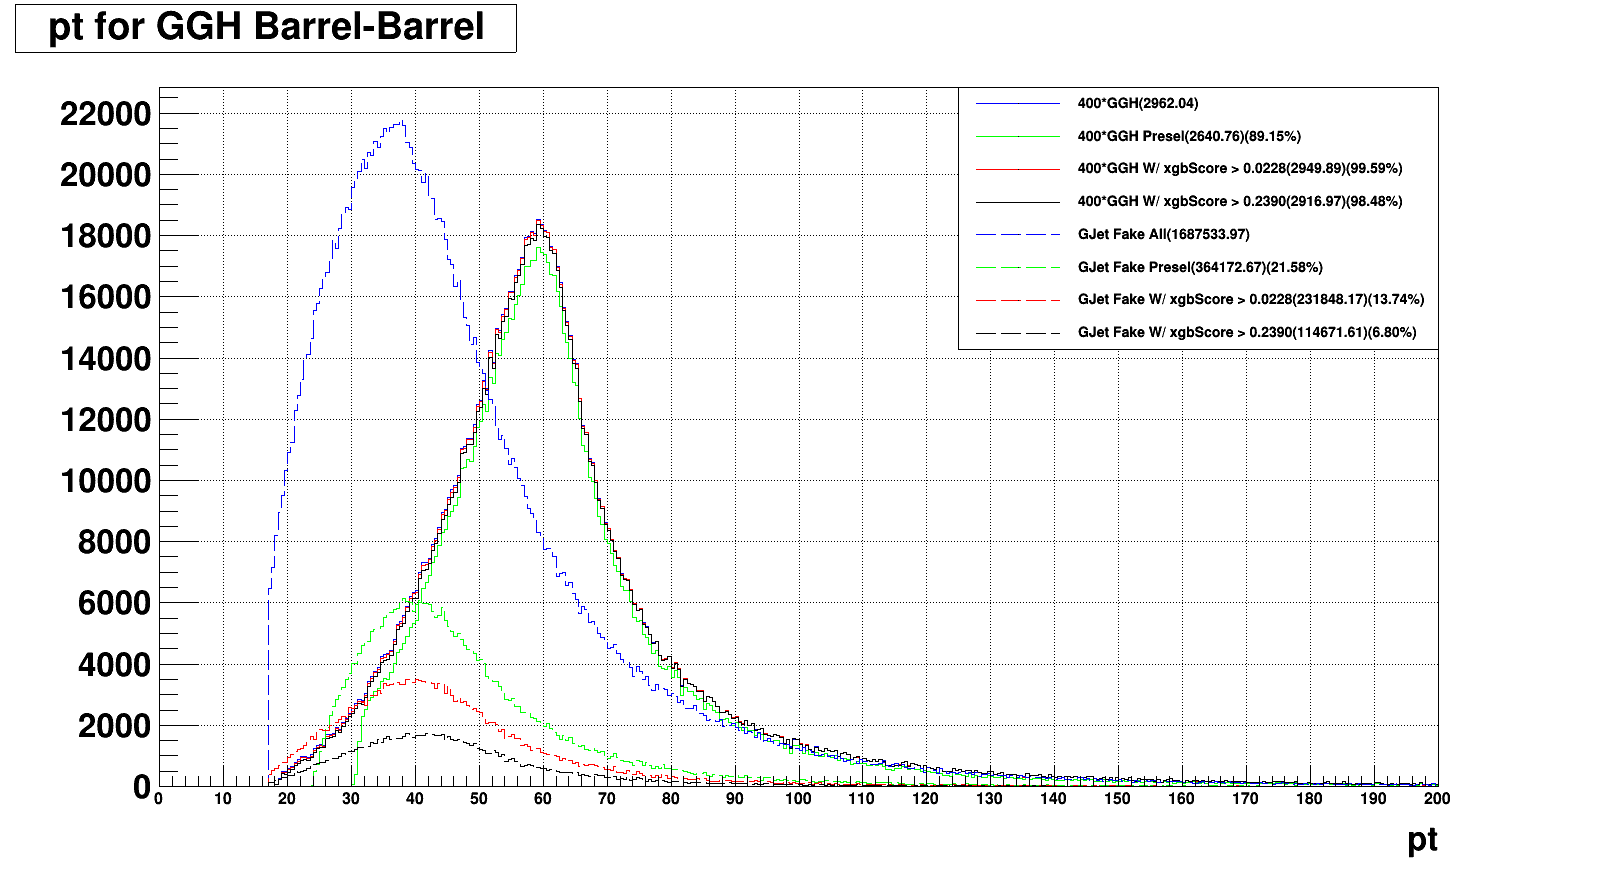 pt for GGH Barrel-Barrel
400*GGH(2962.04)
400*GGH Presel(2640.76)(89.15%)
400*GGH W/ xgbScore > 0.0228(2949.89)(99.59%)
400*GGH W/ xgbScore > 0.2390(2916.97)(98.48%)
GJet Fake All(1687533.97)
GJet Fake Presel(364172.67)(21.58%)
GJet Fake W/ xgbScore > 0.0228(231848.17)(13.74%)
GJet Fake W/ xgbScore > 0.2390(114671.61)(6.80%)
22000
20000
18000
16000
14000
12000
10000
8000
6000
4000
2000
0
0 10 20 30 40 50 60 70 80 90 100 110 120 130 140 150 160 170 180 190 200
pt